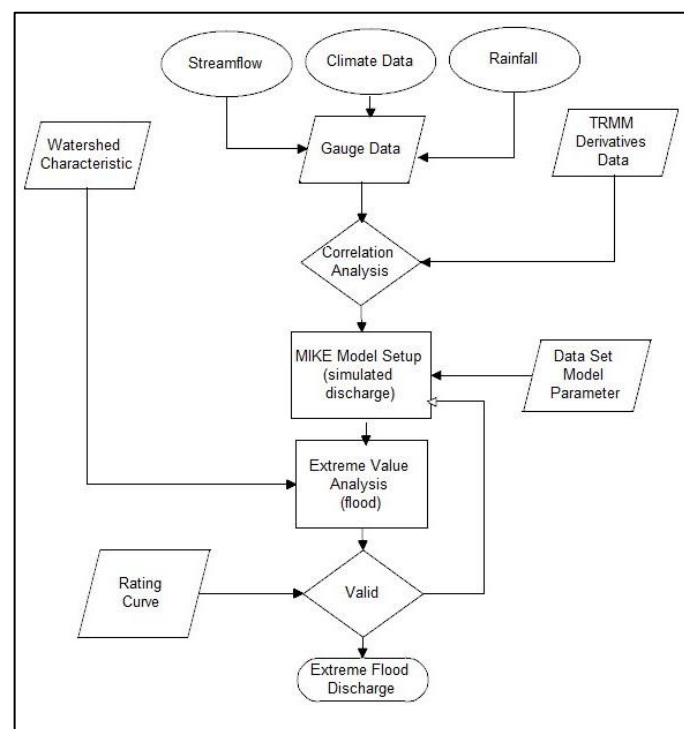 Streamflow
Climate Data
Rainfall
Watershed
Characteristic
Gauge Data
TRMM
Derivatives
Data
Correlation
Analysis
MIKE Model Setup
(simulated
discharge)
Data Set
Model
Parameter
Extreme Value
Analysis
(flood)
Rating
Curve
Valid
Extreme Flood
Discharge